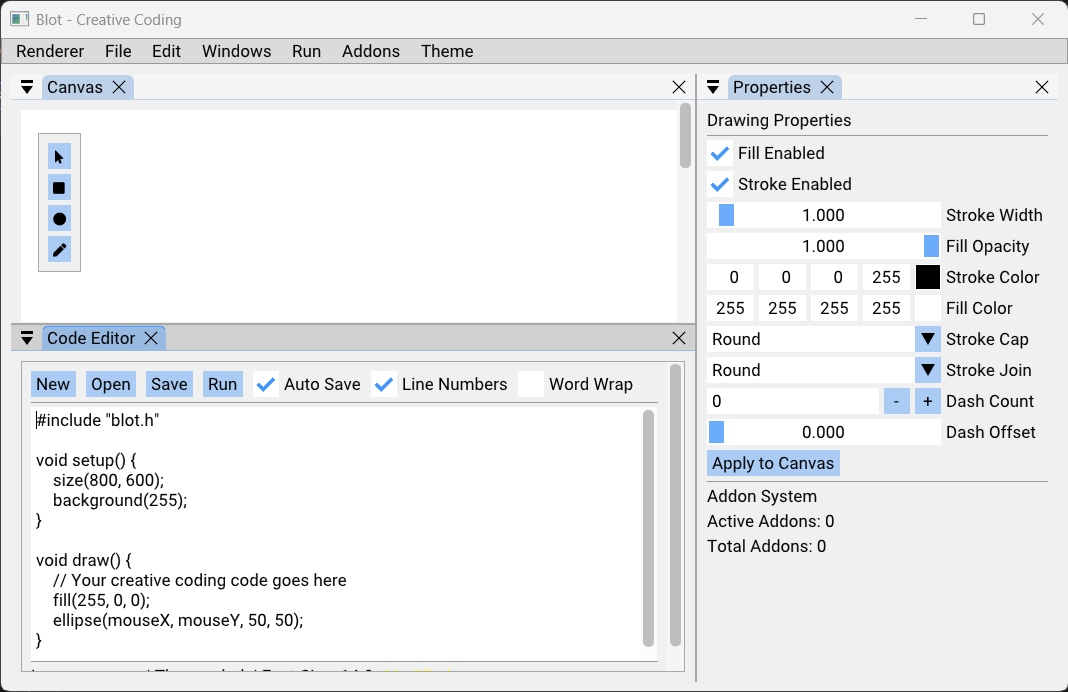 Blot - Creative Coding
Renderer File Edit Windows Run Addons Theme
Canvas
Properties
Drawing Properties
Fill Enabled
Stroke Enabled
1.000 Stroke Width
1.000 Fill Opacity
0 0 0 255 Stroke Color
255 255 255 255 Fill Color
Round Stroke Cap
Round Stroke Join
0 - + Dash Count
0.000 Dash Offset
Apply to Canvas
Addon System
Active Addons: 0
Total Addons: 0
Code Editor
New Open Save Run Auto Save Line Numbers Word Wrap
#include "blot.h"
void setup() {
    size(800, 600);
    background(255);
}
void draw() {
    // Your creative coding code goes here
    fill(255, 0, 0);
    ellipse(mouseX, mouseY, 50, 50);
}